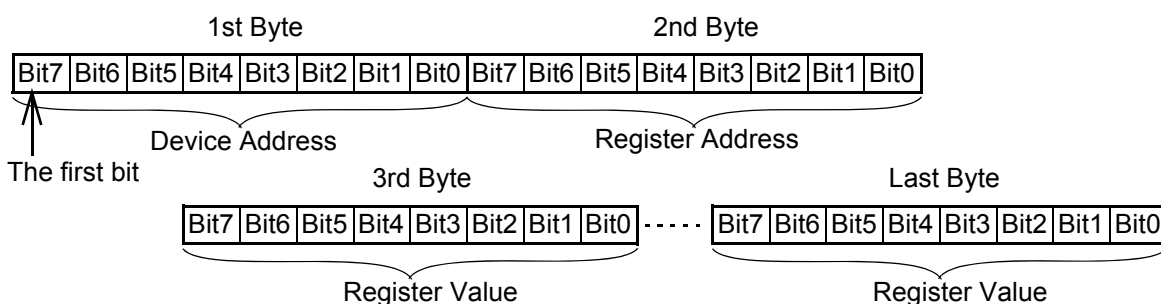 1st Byte 2nd Byte
Bit7 Bit6 Bit5 Bit4 Bit3 Bit2 Bit1 Bit0 Bit7 Bit6 Bit5 Bit4 Bit3 Bit2 Bit1 Bit0
Device Address Register Address
The first bit
3rd Byte Last Byte
Bit7 Bit6 Bit5 Bit4 Bit3 Bit2 Bit1 Bit0 Bit7 Bit6 Bit5 Bit4 Bit3 Bit2 Bit1 Bit0
Register Value Register Value